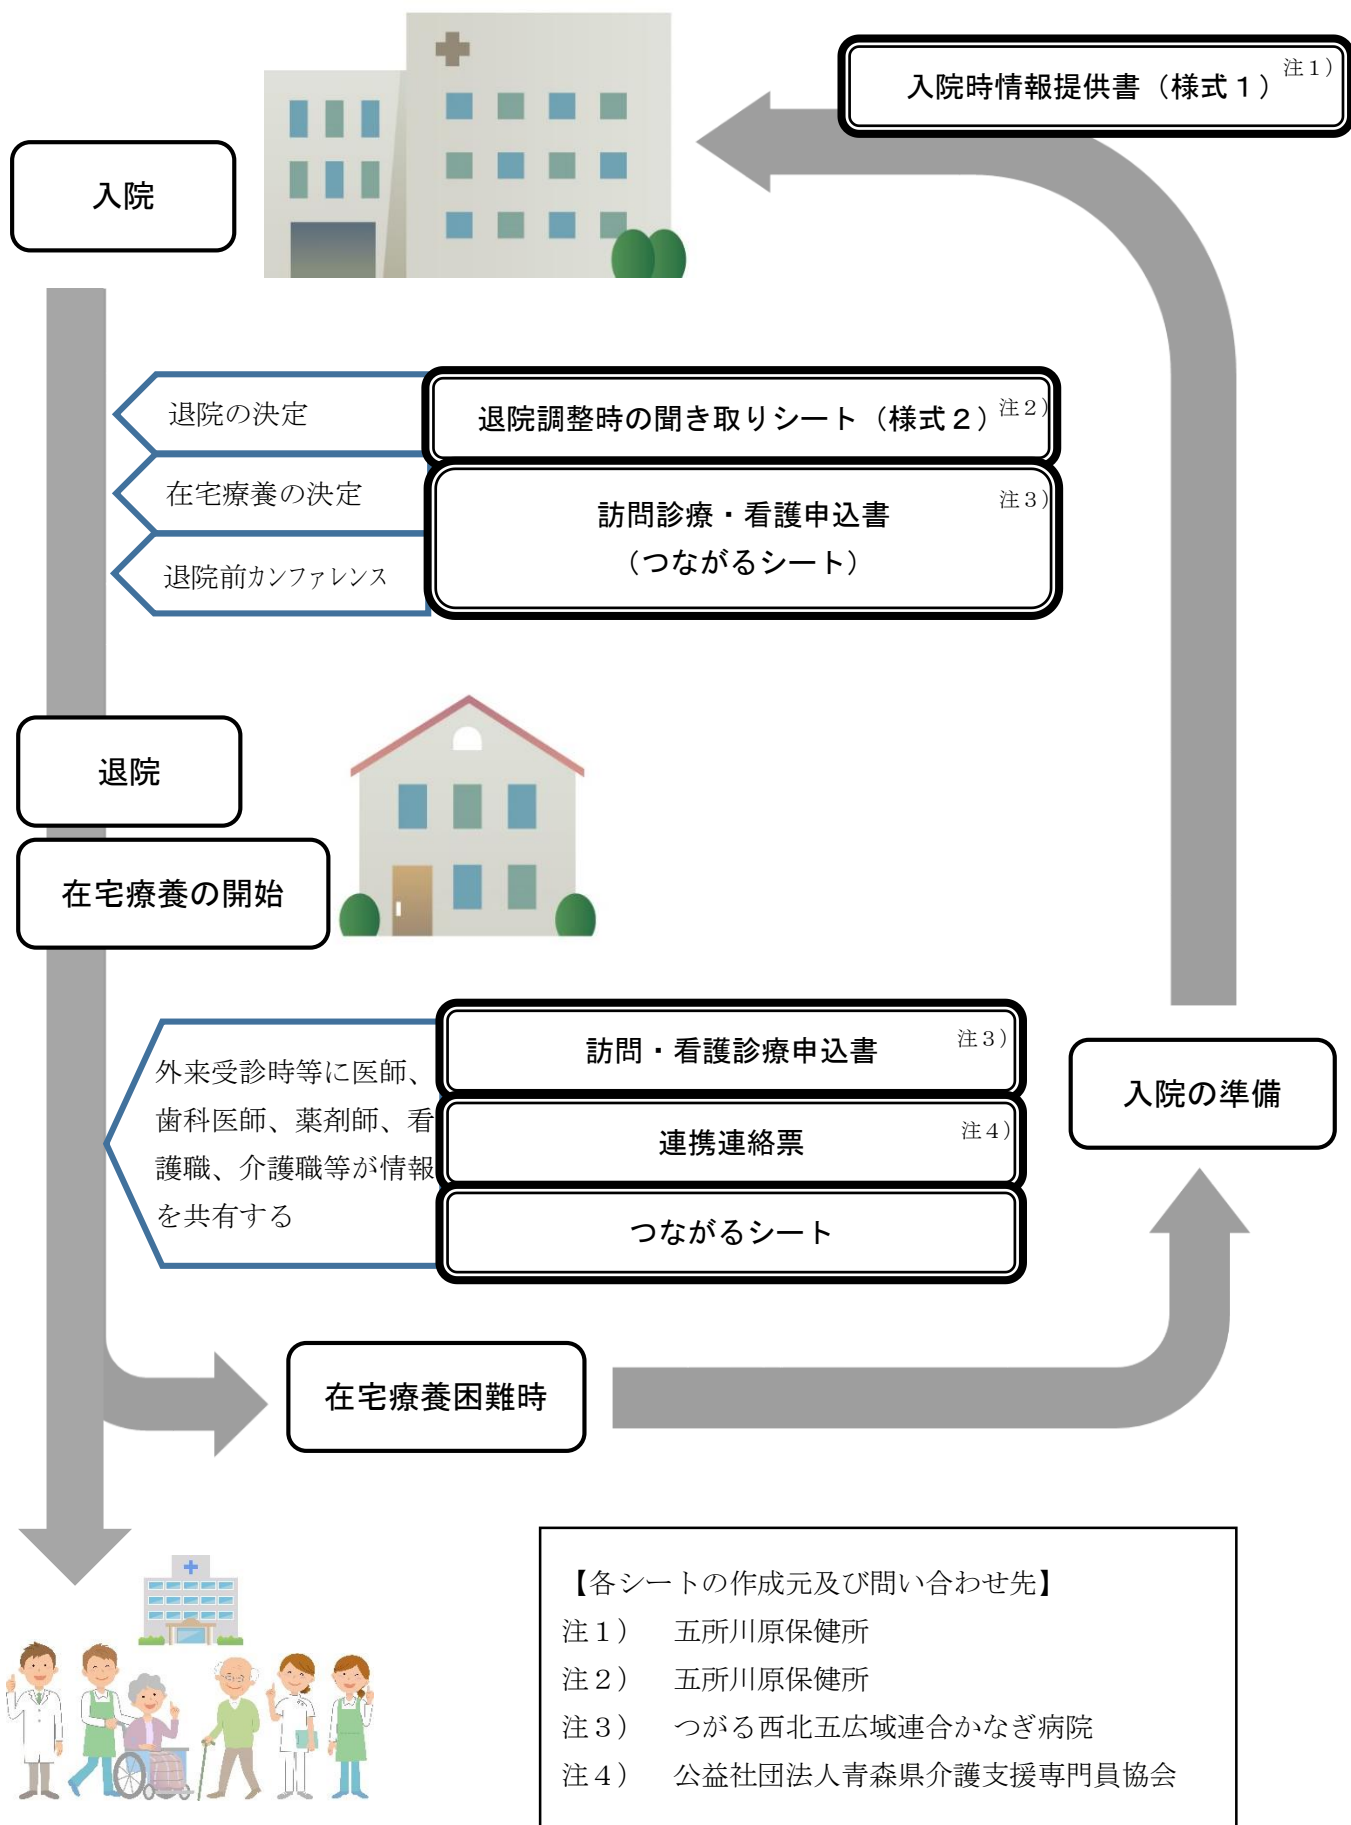 入院時情報提供書（様式１）注１）
入院
退院の決定
退院調整時の聞き取りシート（様式２）注２）
在宅療養の決定
訪問診療・看護申込書 注３）
（つながるシート）
退院前カンファレンス
退院
在宅療養の開始
外来受診時等に医師、
歯科医師、薬剤師、看
護職、介護職等が情報
を共有する
訪問・看護診療申込書 注３）
連携連絡票 注４）
つながるシート
入院の準備
在宅療養困難時
【各シートの作成元及び問い合わせ先】
注１） 五所川原保健所
注２） 五所川原保健所
注３） つがる西北五広域連合かなぎ病院
注４） 公益社団法人青森県介護支援専門員協会